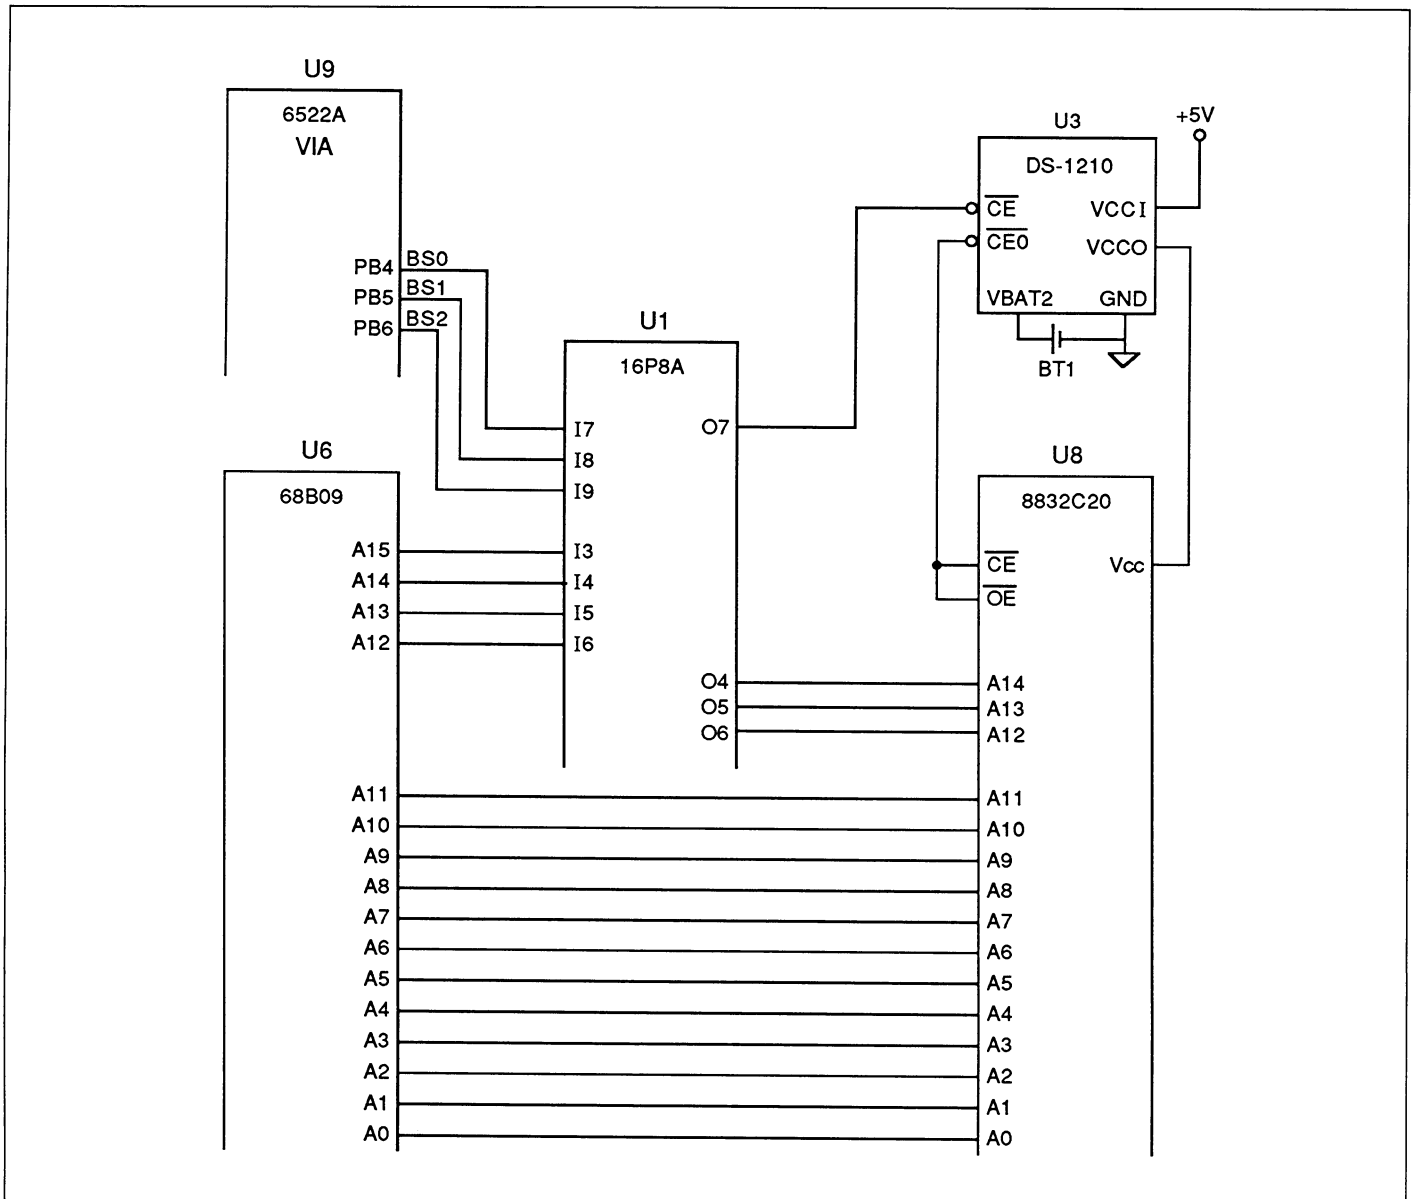 U9
6522A
VIA
PB4 BS0
PB5 BS1
PB6 BS2
U3
DS-1210
+5V
CE VCCI
CE0 VCCO
VBAT2 GND
BT1
U1
16P8A
I7 O7
I8
I9
I3
I4
I5
I6
O4
O5
O6
U6
68B09
A15
A14
A13
A12
A11
A10
A9
A8
A7
A6
A5
A4
A3
A2
A1
A0
U8
8832C20
CE Vcc
OE
A14
A13
A12
A11
A10
A9
A8
A7
A6
A5
A4
A3
A2
A1
A0